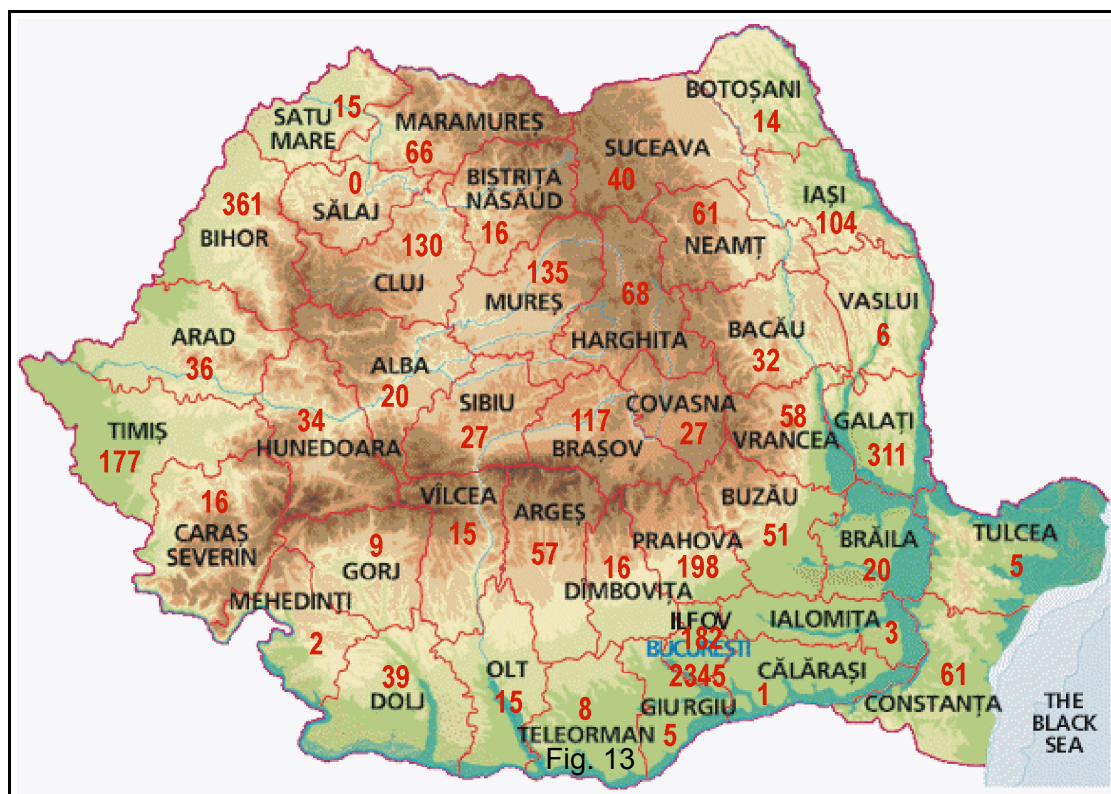 BOTOȘANI
14
SATU
MARE
15
MARAMUREȘ
66
SUCEAVA
40
BISTRIȚA
NĂSĂUD
16
0
SĂLAJ
IAȘI
104
361
BIHOR
61
NEAMȚ
130
CLUJ
135
MUREȘ
68
HARGHITA
VASLUI
6
ARAD
36
BACĂU
32
ALBA
20
SIBIU
27
117
BRAȘOV
COVASNA
27
58
VRANCEA
GALAȚI
311
TIMIȘ
177
34
HUNEDOARA
16
CARAS
SEVERIN
VÎLCEA
15
ARGEȘ
57
BUZĂU
51
PRAHOVA
198
BRĂILA
20
TULCEA
5
9
GORJ
16
DÎMBOVIȚA
MEHEDINȚI
2
ILFOV
182
BUCUREȘTI
2345
IALOMIȚA
3
39
DOLJ
OLT
15
CĂLĂRAȘI
1
61
CONSTANȚA
8
TELEORMAN
GIURGIU
5
THE
BLACK
SEA
Fig. 13